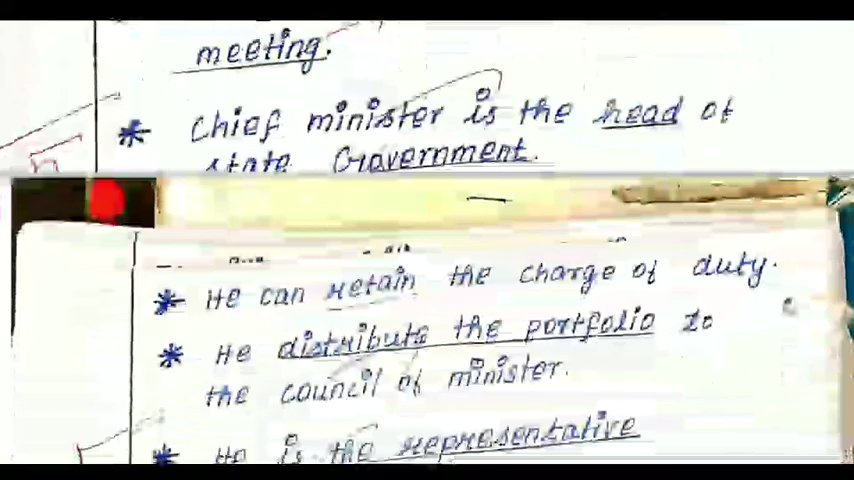 meeting.
* Chief minister is the head of
state Government.
* He can retain the charge of duty.
* He distribute the portfolio to
the council of minister.
* He is the representative